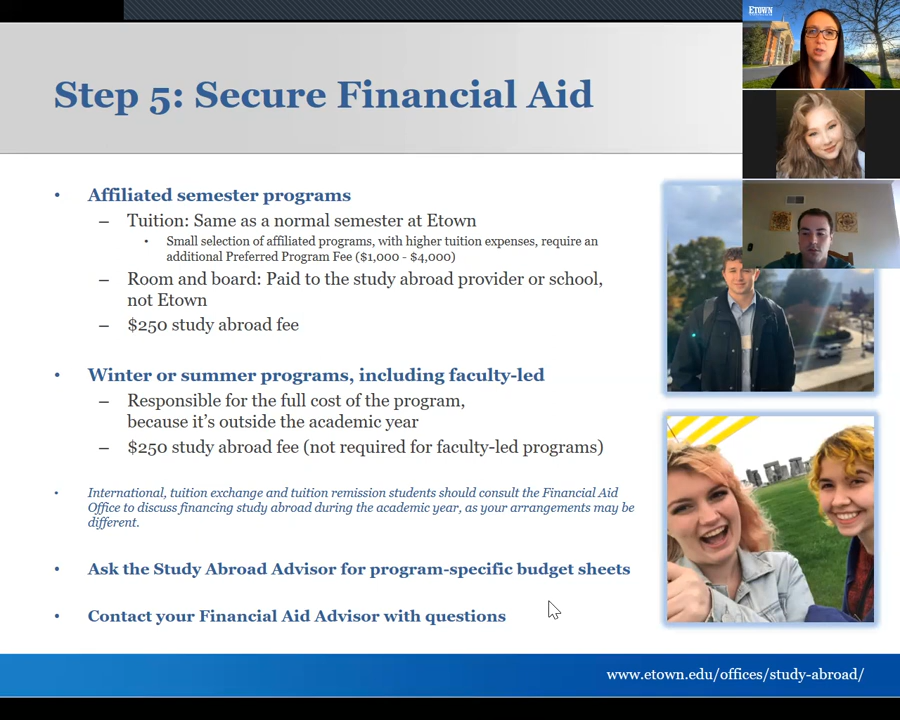 ETOWN
Step 5: Secure Financial Aid
• Affiliated semester programs
– Tuition: Same as a normal semester at Etown
• Small selection of affiliated programs, with higher tuition expenses, require an
additional Preferred Program Fee ($1,000 - $4,000)
– Room and board: Paid to the study abroad provider or school,
not Etown
– $250 study abroad fee
• Winter or summer programs, including faculty-led
– Responsible for the full cost of the program,
because it’s outside the academic year
– $250 study abroad fee (not required for faculty-led programs)
• International, tuition exchange and tuition remission students should consult the Financial Aid
Office to discuss financing study abroad during the academic year, as your arrangements may be
different.
• Ask the Study Abroad Advisor for program-specific budget sheets
• Contact your Financial Aid Advisor with questions
www.etown.edu/offices/study-abroad/